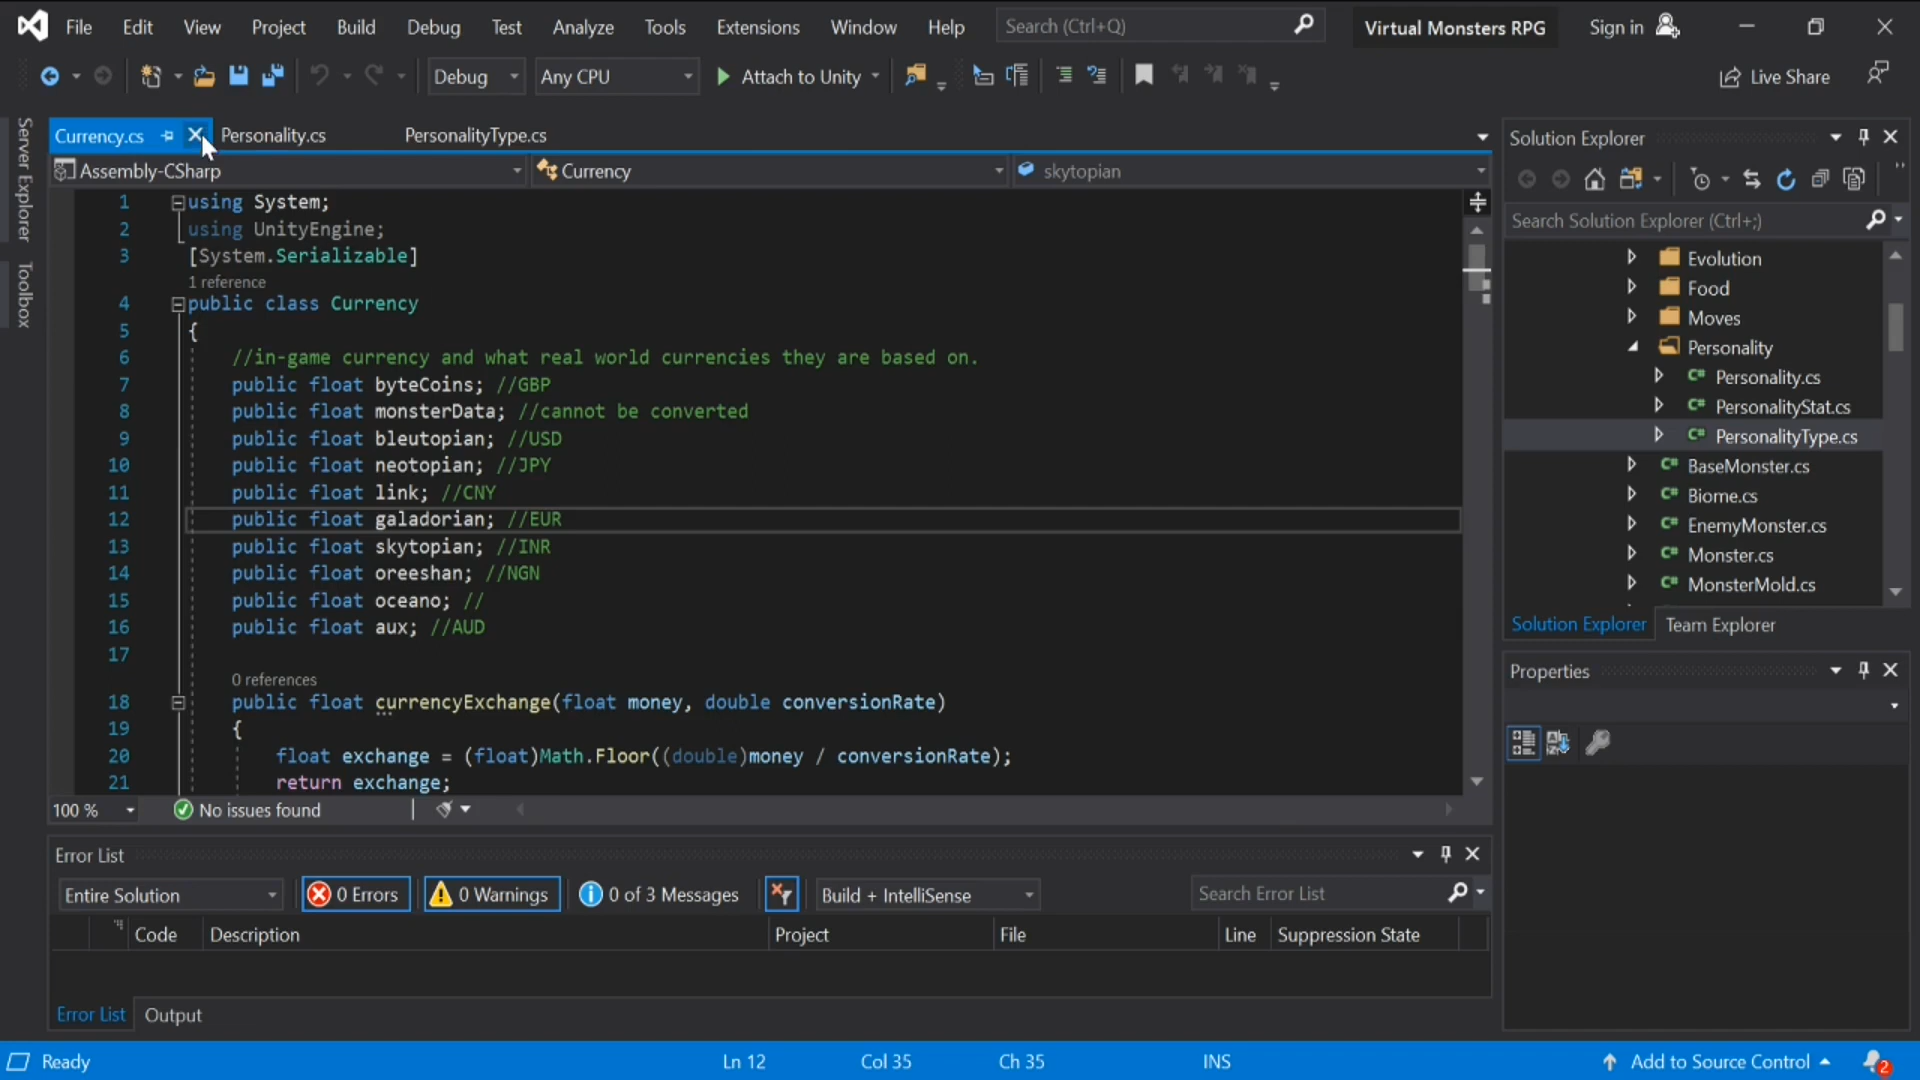 File Edit View Project Build Debug Test Analyze Tools Extensions Window Help Search (Ctrl+Q) Virtual Monsters RPG Sign in
Debug Any CPU Attach to Unity Live Share
Server Explorer
Toolbox
Currency.cs Personality.cs PersonalityType.cs
Assembly-CSharp Currency skytopian
1 using System;
2 using UnityEngine;
3 [System.Serializable]
1 reference
4 public class Currency
5 {
6 //in-game currency and what real world currencies they are based on.
7 public float byteCoins; //GBP
8 public float monsterData; //cannot be converted
9 public float bleutopian; //USD
10 public float neotopian; //JPY
11 public float link; //CNY
12 public float galadorian; //EUR
13 public float skytopian; //INR
14 public float oreeshan; //NGN
15 public float oceano; //
16 public float aux; //AUD
17
0 references
18 public float currencyExchange(float money, double conversionRate)
19 {
20 float exchange = (float)Math.Floor((double)money / conversionRate);
21 return exchange;
100 % No issues found
Solution Explorer
Search Solution Explorer (Ctrl+;)
Evolution
Food
Moves
Personality
C# Personality.cs
C# PersonalityStat.cs
C# PersonalityType.cs
C# BaseMonster.cs
C# Biome.cs
C# EnemyMonster.cs
C# Monster.cs
C# MonsterMold.cs
Solution Explorer Team Explorer
Properties
Error List
Entire Solution 0 Errors 0 Warnings 0 of 3 Messages Build + IntelliSense Search Error List
Code Description Project File Line Suppression State
Error List Output
Ready Ln 12 Col 35 Ch 35 INS Add to Source Control 2